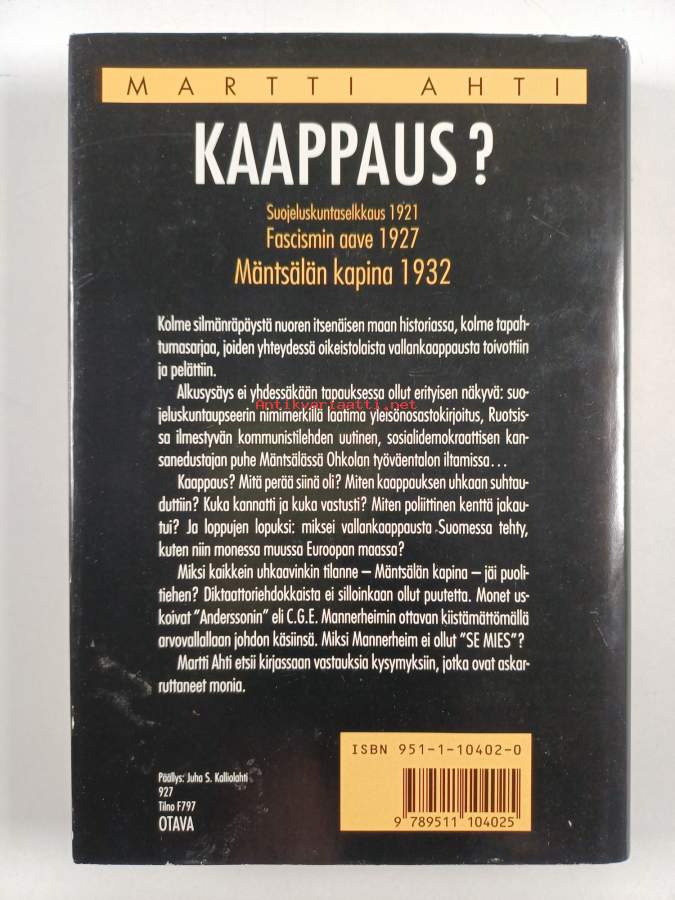 MARTTI AHTI
KAAPPAUS?
Suojeluskuntaselkkaus 1921
Fascismin aave 1927
Mäntsälän kapina 1932
Kolme silmänräpäystä nuoren itsenäisen maan historiassa, kolme tapah-
tumasarjaa, joiden yhteydessä oikeistolaista vallankaappausta toivottiin
ja pelättiin.
Alkusysäys ei yhdessäkään tapauksessa ollut erityisen näkyvä: suo-
jeluskuntaupseerin nimimerkillä laatima yleisönosastokirjoitus, Ruotsis-
Antikvariaatti.net
sa ilmestyvän kommunistilehden uutinen, sosialidemokraattisen kan-
sanedustajan puhe Mäntsälässä Ohkolan työväentalon iltamissa...
Kaappaus? Mitä perää siinä oli? Miten kaappauksen uhkaan suhtau-
duttiin? Kuka kannatti ja kuka vastusti? Miten poliittinen kenttä jakau-
tui? Ja loppujen lopuksi: miksei vallankaappausta Suomessa tehty,
kuten niin monessa muussa Euroopan maassa?
Miksi kaikkein uhkaavinkin tilanne – Mäntsälän kapina – jäi puoli-
tiehen? Diktaattoriehdokkaista ei silloinkaan ollut puutetta. Monet us-
koivat "Anderssonin" eli C.G.E. Mannerheimin ottavan kiistämättömällä
arvovallallaan johdon käsiinsä. Miksi Mannerheim ei ollut "SE MIES"?
Martti Ahti etsii kirjassaan vastauksia kysymyksiin, jotka ovat askar-
ruttaneet monia.
ISBN 951-1-10402-0
Päällys: Juha S. Kalliolahti
927
Tilno F797
OTAVA
9 789511 104025